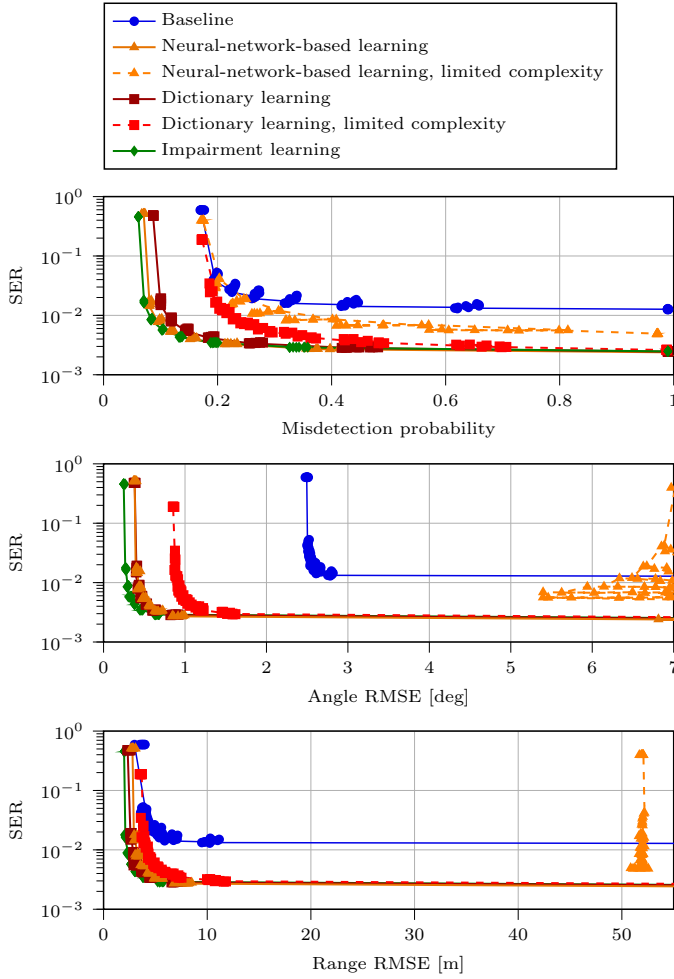 Baseline
Neural-network-based learning
Neural-network-based learning, limited complexity
Dictionary learning
Dictionary learning, limited complexity
Impairment learning
10^0
10^−1
10^−2
10^−3
SER
0 0.2 0.4 0.6 0.8 1
Misdetection probability
10^0
10^−1
10^−2
10^−3
SER
0 1 2 3 4 5 6 7
Angle RMSE [deg]
10^0
10^−1
10^−2
10^−3
SER
0 10 20 30 40 50
Range RMSE [m]